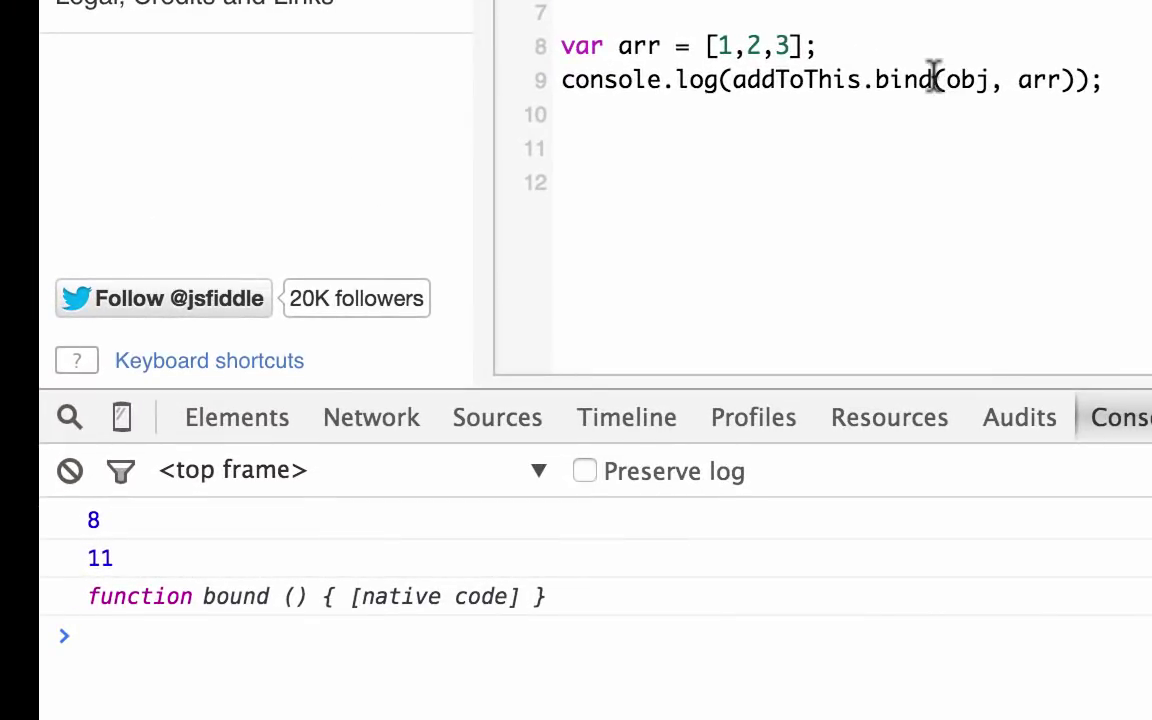 Legal, Credits and Links
7
8 var arr = [1,2,3];
9 console.log(addToThis.bind(obj, arr));
10
11
12
Follow @jsfiddle 20K followers
? Keyboard shortcuts
Elements Network Sources Timeline Profiles Resources Audits Conso
<top frame> ▼ Preserve log
8
11
function bound () { [native code] }
>